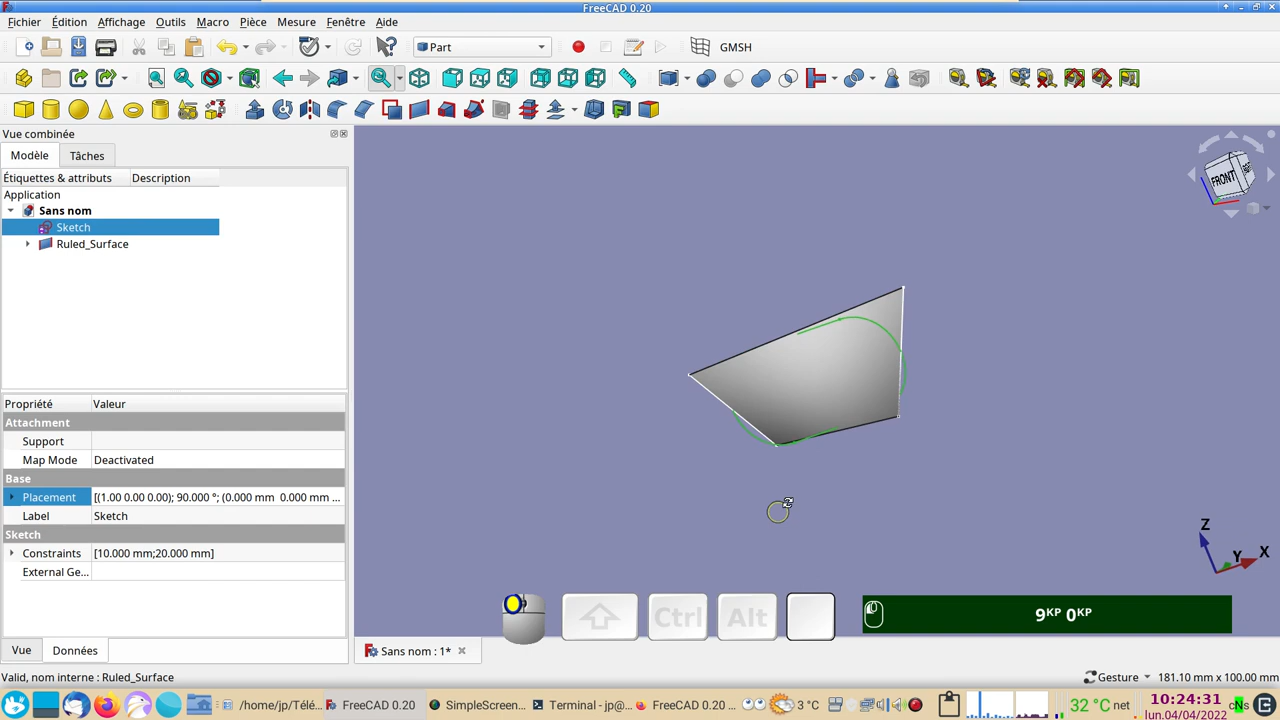 FreeCAD 0.20
Fichier Édition Affichage Outils Macro Pièce Mesure Fenêtre Aide
Part GMSH
Vue combinée
Modèle Tâches
Étiquettes & attributs Description
Application
Sans nom
Sketch
Ruled_Surface
FRONT
Propriété Valeur
Attachment
Support
Map Mode Deactivated
Base
Placement [(1.00 0.00 0.00); 90.000 °; (0.000 mm 0.000 mm ...
Label Sketch
Sketch
Constraints [10.000 mm;20.000 mm]
External Ge...
Z
Y X
Ctrl Alt 9KP 0KP
Vue Données Sans nom : 1*
Valid, nom interne : Ruled_Surface Gesture 181.10 mm x 100.00 mm
/home/jp/Télé... FreeCAD 0.20 SimpleScreen... Terminal - jp@... FreeCAD 0.20 ... 3°C 32 °C net 10:24:31
lun.04/04/2022